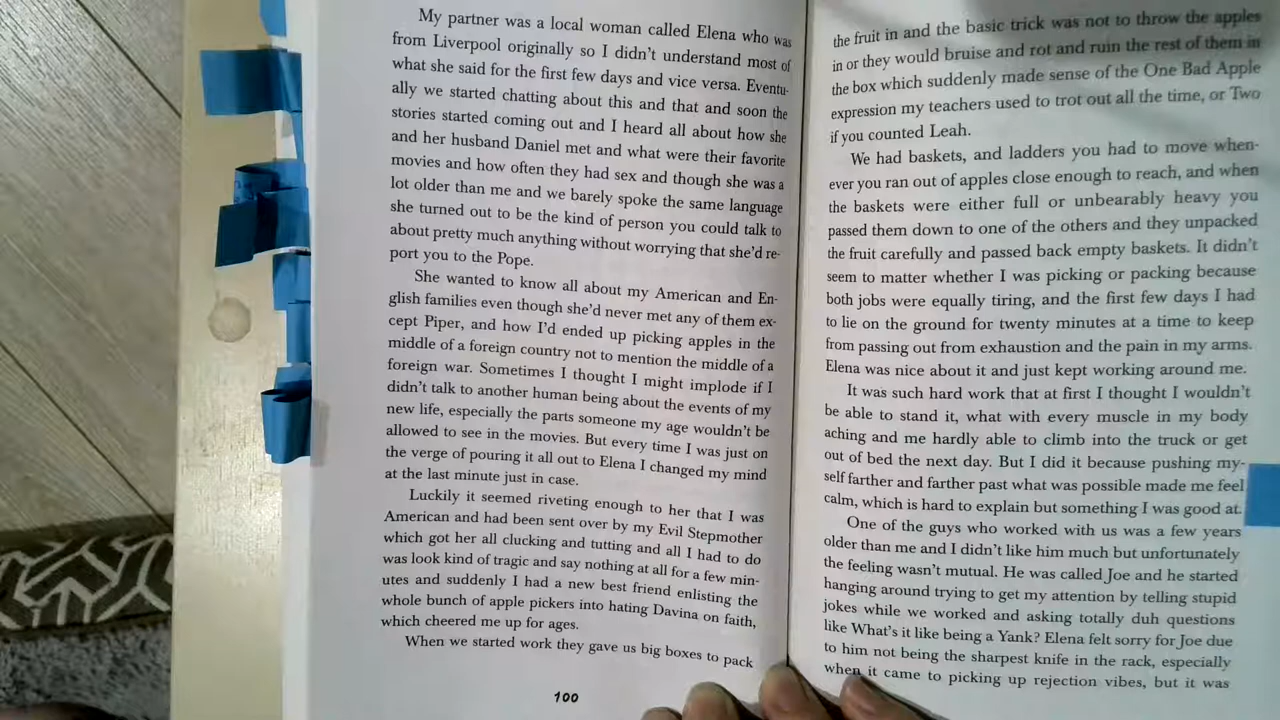 My partner was a local woman called Elena who was
from Liverpool originally so I didn't understand most of
what she said for the first few days and vice versa. Eventu-
ally we started chatting about this and that and soon the
stories started coming out and I heard all about how she
and her husband Daniel met and what were their favorite
movies and how often they had sex and though she was a
lot older than me and we barely spoke the same language
she turned out to be the kind of person you could talk to
about pretty much anything without worrying that she'd re-
port you to the Pope.
She wanted to know all about my American and En-
glish families even though she'd never met any of them ex-
cept Piper, and how I'd ended up picking apples in the
middle of a foreign country not to mention the middle of a
foreign war. Sometimes I thought I might implode if I
didn't talk to another human being about the events of my
new life, especially the parts someone my age wouldn't be
allowed to see in the movies. But every time I was just on
the verge of pouring it all out to Elena I changed my mind
at the last minute just in case.
Luckily it seemed riveting enough to her that I was
American and had been sent over by my Evil Stepmother
which got her all clucking and tutting and all I had to do
was look kind of tragic and say nothing at all for a few min-
utes and suddenly I had a new best friend enlisting the
whole bunch of apple pickers into hating Davina on faith,
which cheered me up for ages.
When we started work they gave us big boxes to pack
100
the fruit in and the basic trick was not to throw the apples
in or they would bruise and rot and ruin the rest of them in
the box which suddenly made sense of the One Bad Apple
expression my teachers used to trot out all the time, or Two
if you counted Leah.
We had baskets, and ladders you had to move when-
ever you ran out of apples close enough to reach, and when
the baskets were either full or unbearably heavy you
passed them down to one of the others and they unpacked
the fruit carefully and passed back empty baskets. It didn't
seem to matter whether I was picking or packing because
both jobs were equally tiring, and the first few days I had
to lie on the ground for twenty minutes at a time to keep
from passing out from exhaustion and the pain in my arms.
Elena was nice about it and just kept working around me.
It was such hard work that at first I thought I wouldn't
be able to stand it, what with every muscle in my body
aching and me hardly able to climb into the truck or get
out of bed the next day. But I did it because pushing my-
self farther and farther past what was possible made me feel
calm, which is hard to explain but something I was good at.
One of the guys who worked with us was a few years
older than me and I didn't like him much but unfortunately
the feeling wasn't mutual. He was called Joe and he started
hanging around trying to get my attention by telling stupid
jokes while we worked and asking totally duh questions
like What's it like being a Yank? Elena felt sorry for Joe due
to him not being the sharpest knife in the rack, especially
when it came to picking up rejection vibes, but it was